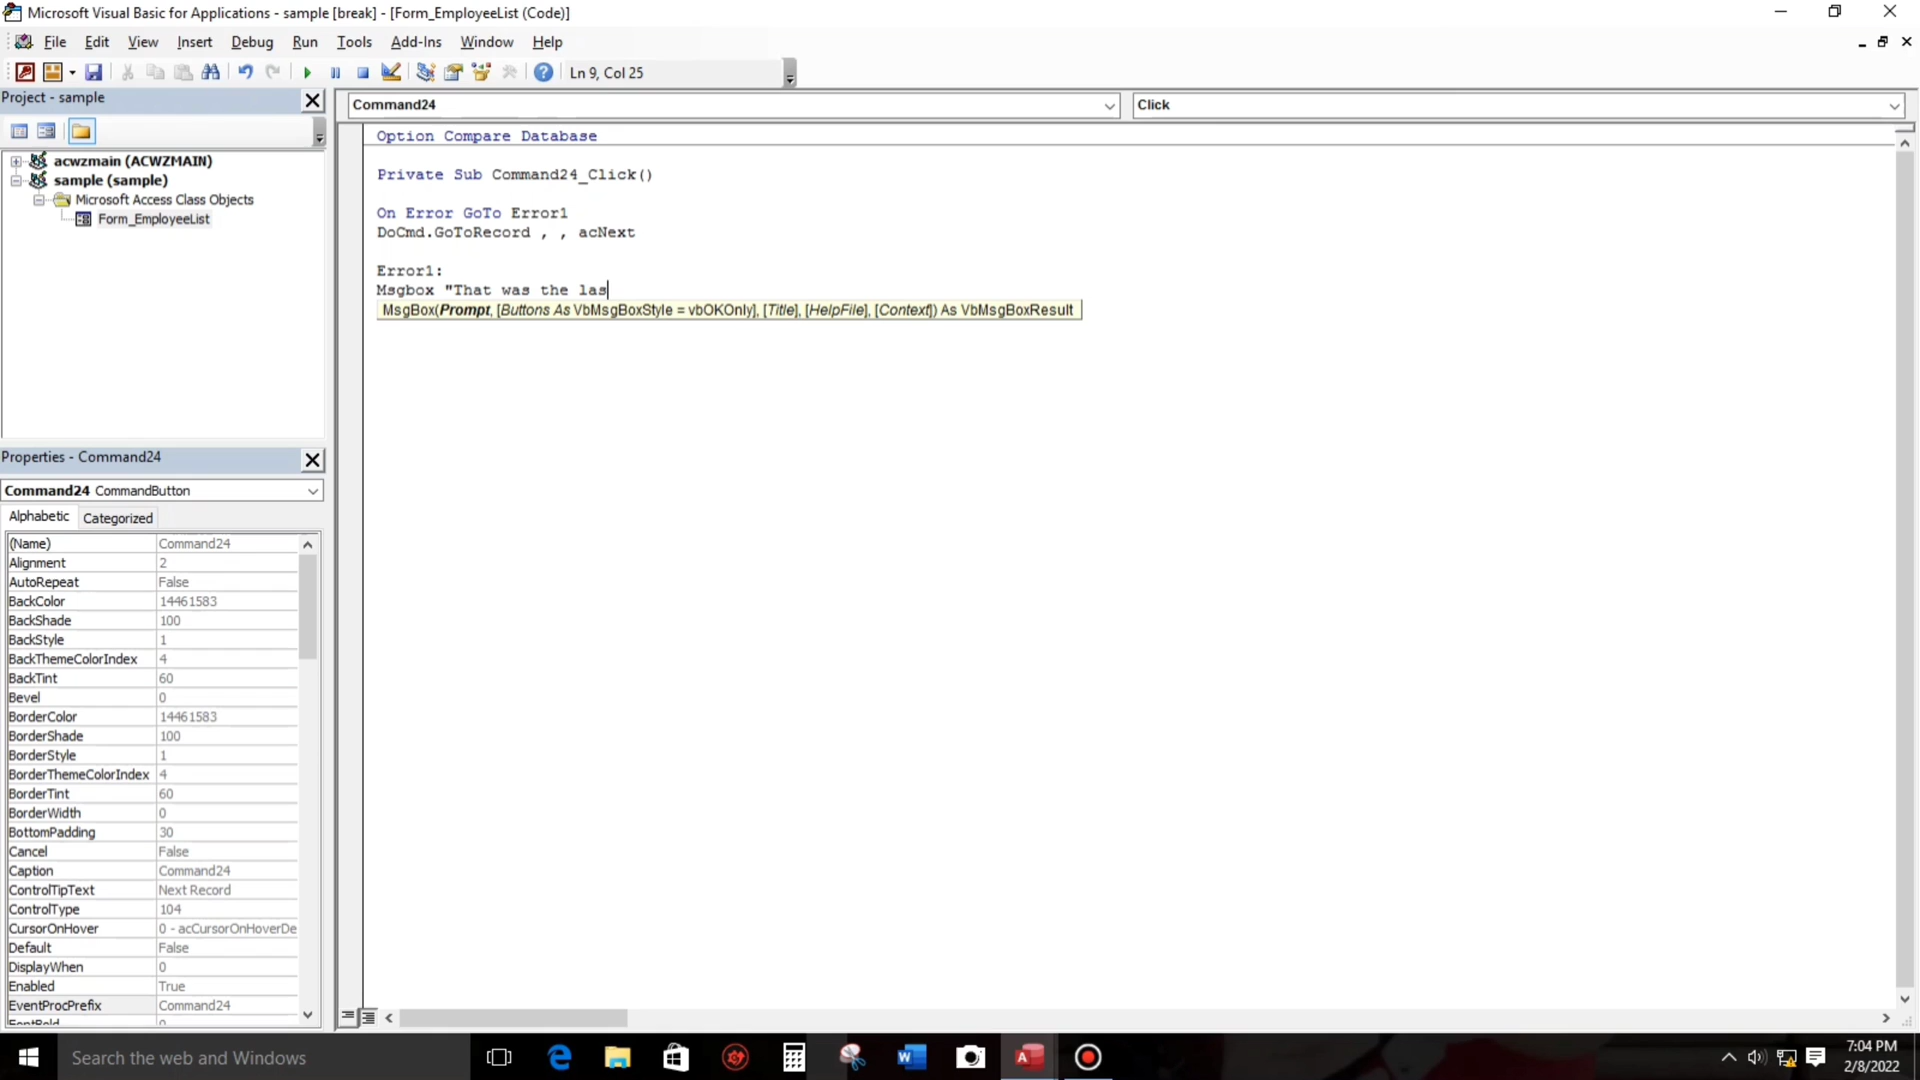 Microsoft Visual Basic for Applications - sample [break] - [Form_EmployeeList (Code)]
File Edit View Insert Debug Run Tools Add-Ins Window Help
Ln 9, Col 25
Project - sample
acwzmain (ACWZMAIN)
sample (sample)
Microsoft Access Class Objects
Form_EmployeeList
Command24
Click
Option Compare Database
Private Sub Command24_Click()
On Error GoTo Error1
DoCmd.GoToRecord , , acNext
Error1:
Msgbox "That was the las
MsgBox(Prompt, [Buttons As VbMsgBoxStyle = vbOKOnly], [Title], [HelpFile], [Context]) As VbMsgBoxResult
Properties - Command24
Command24 CommandButton
Alphabetic Categorized
(Name) Command24
Alignment 2
AutoRepeat False
BackColor 14461583
BackShade 100
BackStyle 1
BackThemeColorIndex 4
BackTint 60
Bevel 0
BorderColor 14461583
BorderShade 100
BorderStyle 1
BorderThemeColorIndex 4
BorderTint 60
BorderWidth 0
BottomPadding 30
Cancel False
Caption Command24
ControlTipText Next Record
ControlType 104
CursorOnHover 0 - acCursorOnHoverDe
Default False
DisplayWhen 0
Enabled True
EventProcPrefix Command24
Search the web and Windows
7:04 PM
2/8/2022